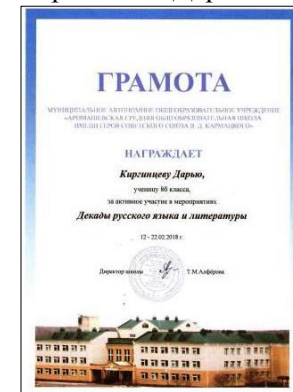 ГРАМОТА
МУНИЦИПАЛЬНОЕ АВТОНОМНОЕ ОБЩЕОБРАЗОВАТЕЛЬНОЕ УЧРЕЖДЕНИЕ
«АРОМАШЕВСКАЯ СРЕДНЯЯ ОБЩЕОБРАЗОВАТЕЛЬНАЯ ШКОЛА
ИМЕНИ ГЕРОЯ СОВЕТСКОГО СОЮЗА В. Д. КАРМАЦКОГО»
НАГРАЖДАЕТ
Киргинцеву Дарью,
ученицу 8б класса,
за активное участие в мероприятиях
Декады русского языка и литературы
12 - 22.02.2018 г.
Директор школы Т.М.Алфёрова